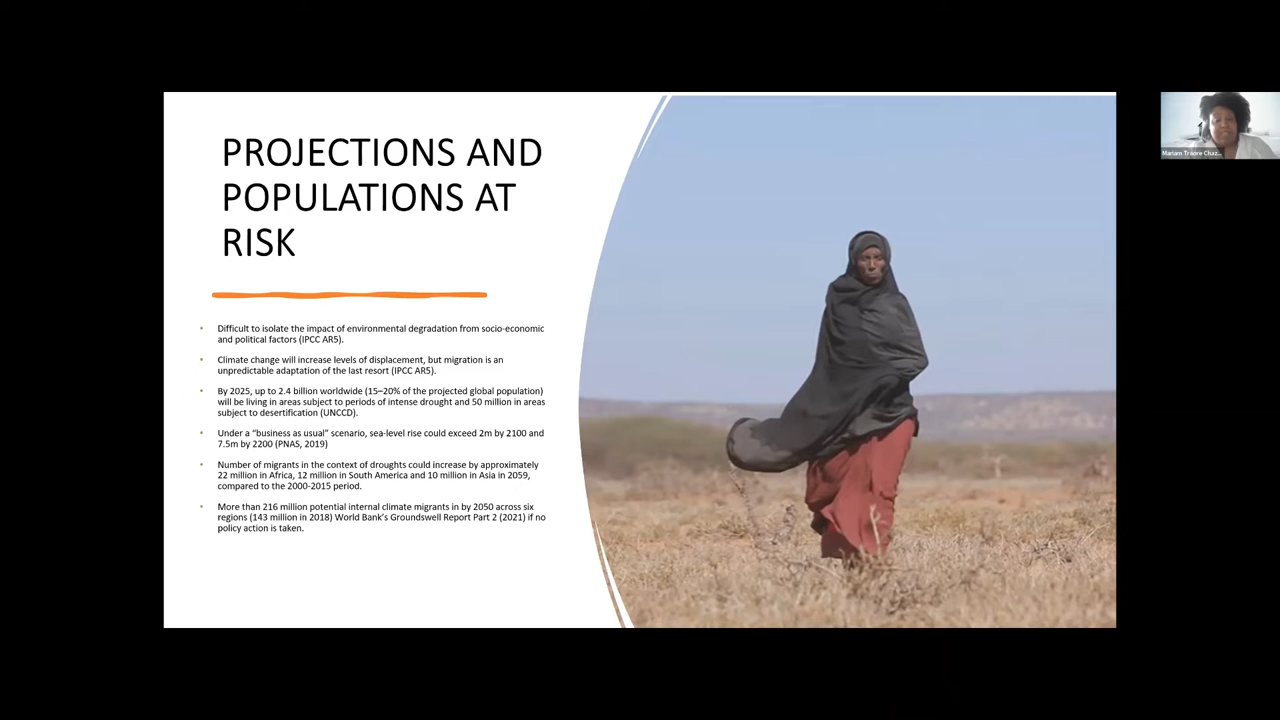 PROJECTIONS AND
POPULATIONS AT
RISK
• Difficult to isolate the impact of environmental degradation from socio-economic
and political factors (IPCC AR5).
• Climate change will increase levels of displacement, but migration is an
unpredictable adaptation of the last resort (IPCC AR5).
• By 2025, up to 2.4 billion worldwide (15–20% of the projected global population)
will be living in areas subject to periods of intense drought and 50 million in areas
subject to desertification (UNCCD).
• Under a “business as usual” scenario, sea-level rise could exceed 2m by 2100 and
7.5m by 2200 (PNAS, 2019)
• Number of migrants in the context of droughts could increase by approximately
22 million in Africa, 12 million in South America and 10 million in Asia in 2059,
compared to the 2000-2015 period.
• More than 216 million potential internal climate migrants in by 2050 across six
regions (143 million in 2018) World Bank’s Groundswell Report Part 2 (2021) if no
policy action is taken.
Mariam Traore Chaz...